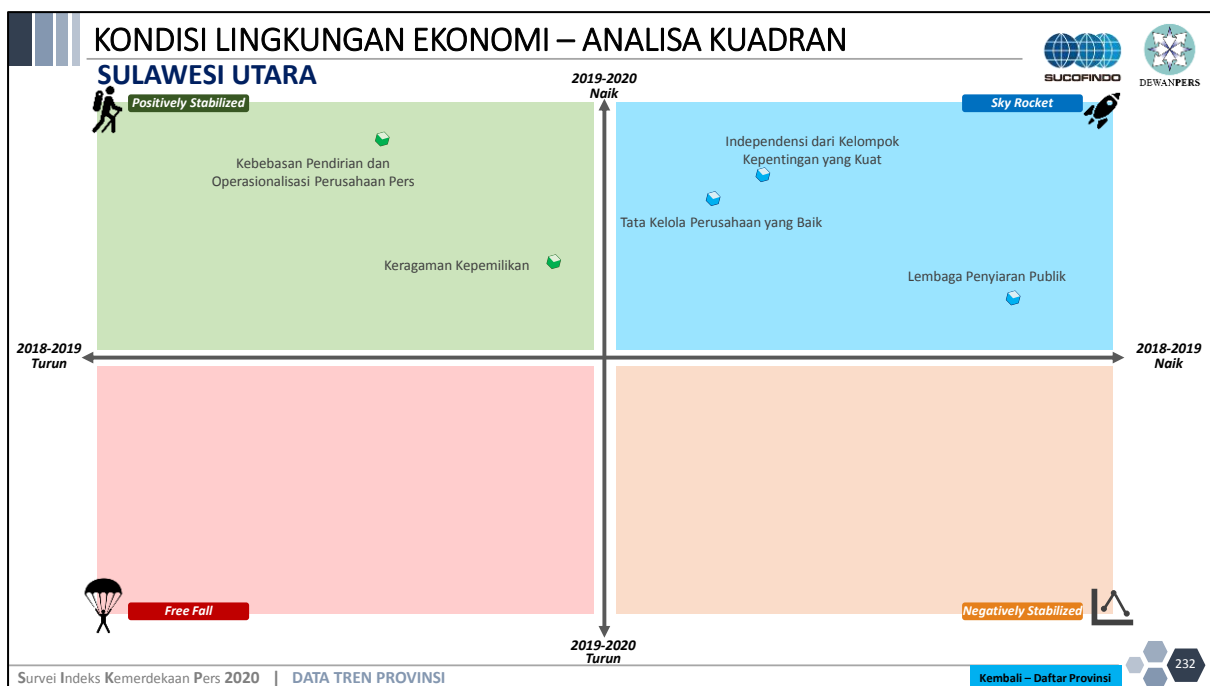 KONDISI LINGKUNGAN EKONOMI – ANALISA KUADRAN
SULAWESI UTARA
SUCOFINDO
DEWANPERS
2019-2020
Naik
Positively Stabilized
Sky Rocket
Kebebasan Pendirian dan
Operasionalisasi Perusahaan Pers
Independensi dari Kelompok
Kepentingan yang Kuat
Tata Kelola Perusahaan yang Baik
Keragaman Kepemilikan
Lembaga Penyiaran Publik
2018-2019
Turun
2018-2019
Naik
Free Fall
Negatively Stabilized
2019-2020
Turun
Survei Indeks Kemerdekaan Pers 2020 | DATA TREN PROVINSI
Kembali – Daftar Provinsi
232